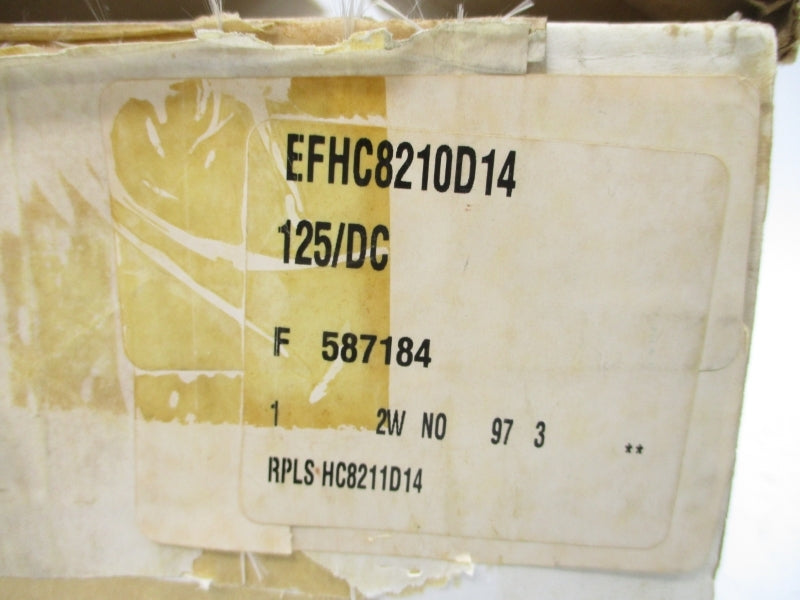 EFHC8210D14
125/DC
F 587184
1 2W NO 97 3 **
RPLS HC8211D14